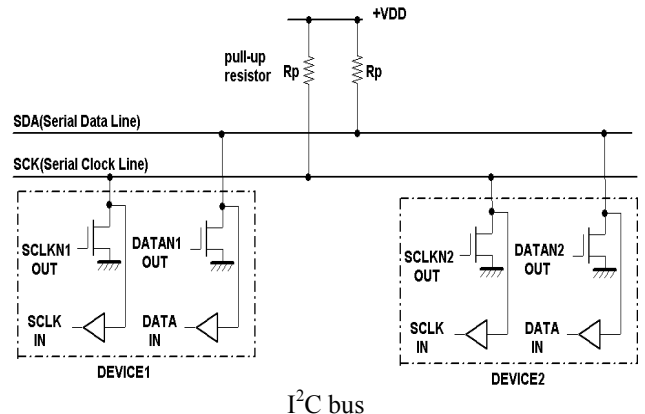 +VDD
pull-up
resistor
Rp
Rp
SDA(Serial Data Line)
SCK(Serial Clock Line)
SCLKN1
OUT
DATAN1
OUT
SCLK
IN
DATA
IN
DEVICE1
SCLKN2
OUT
DATAN2
OUT
SCLK
IN
DATA
IN
DEVICE2
I²C bus